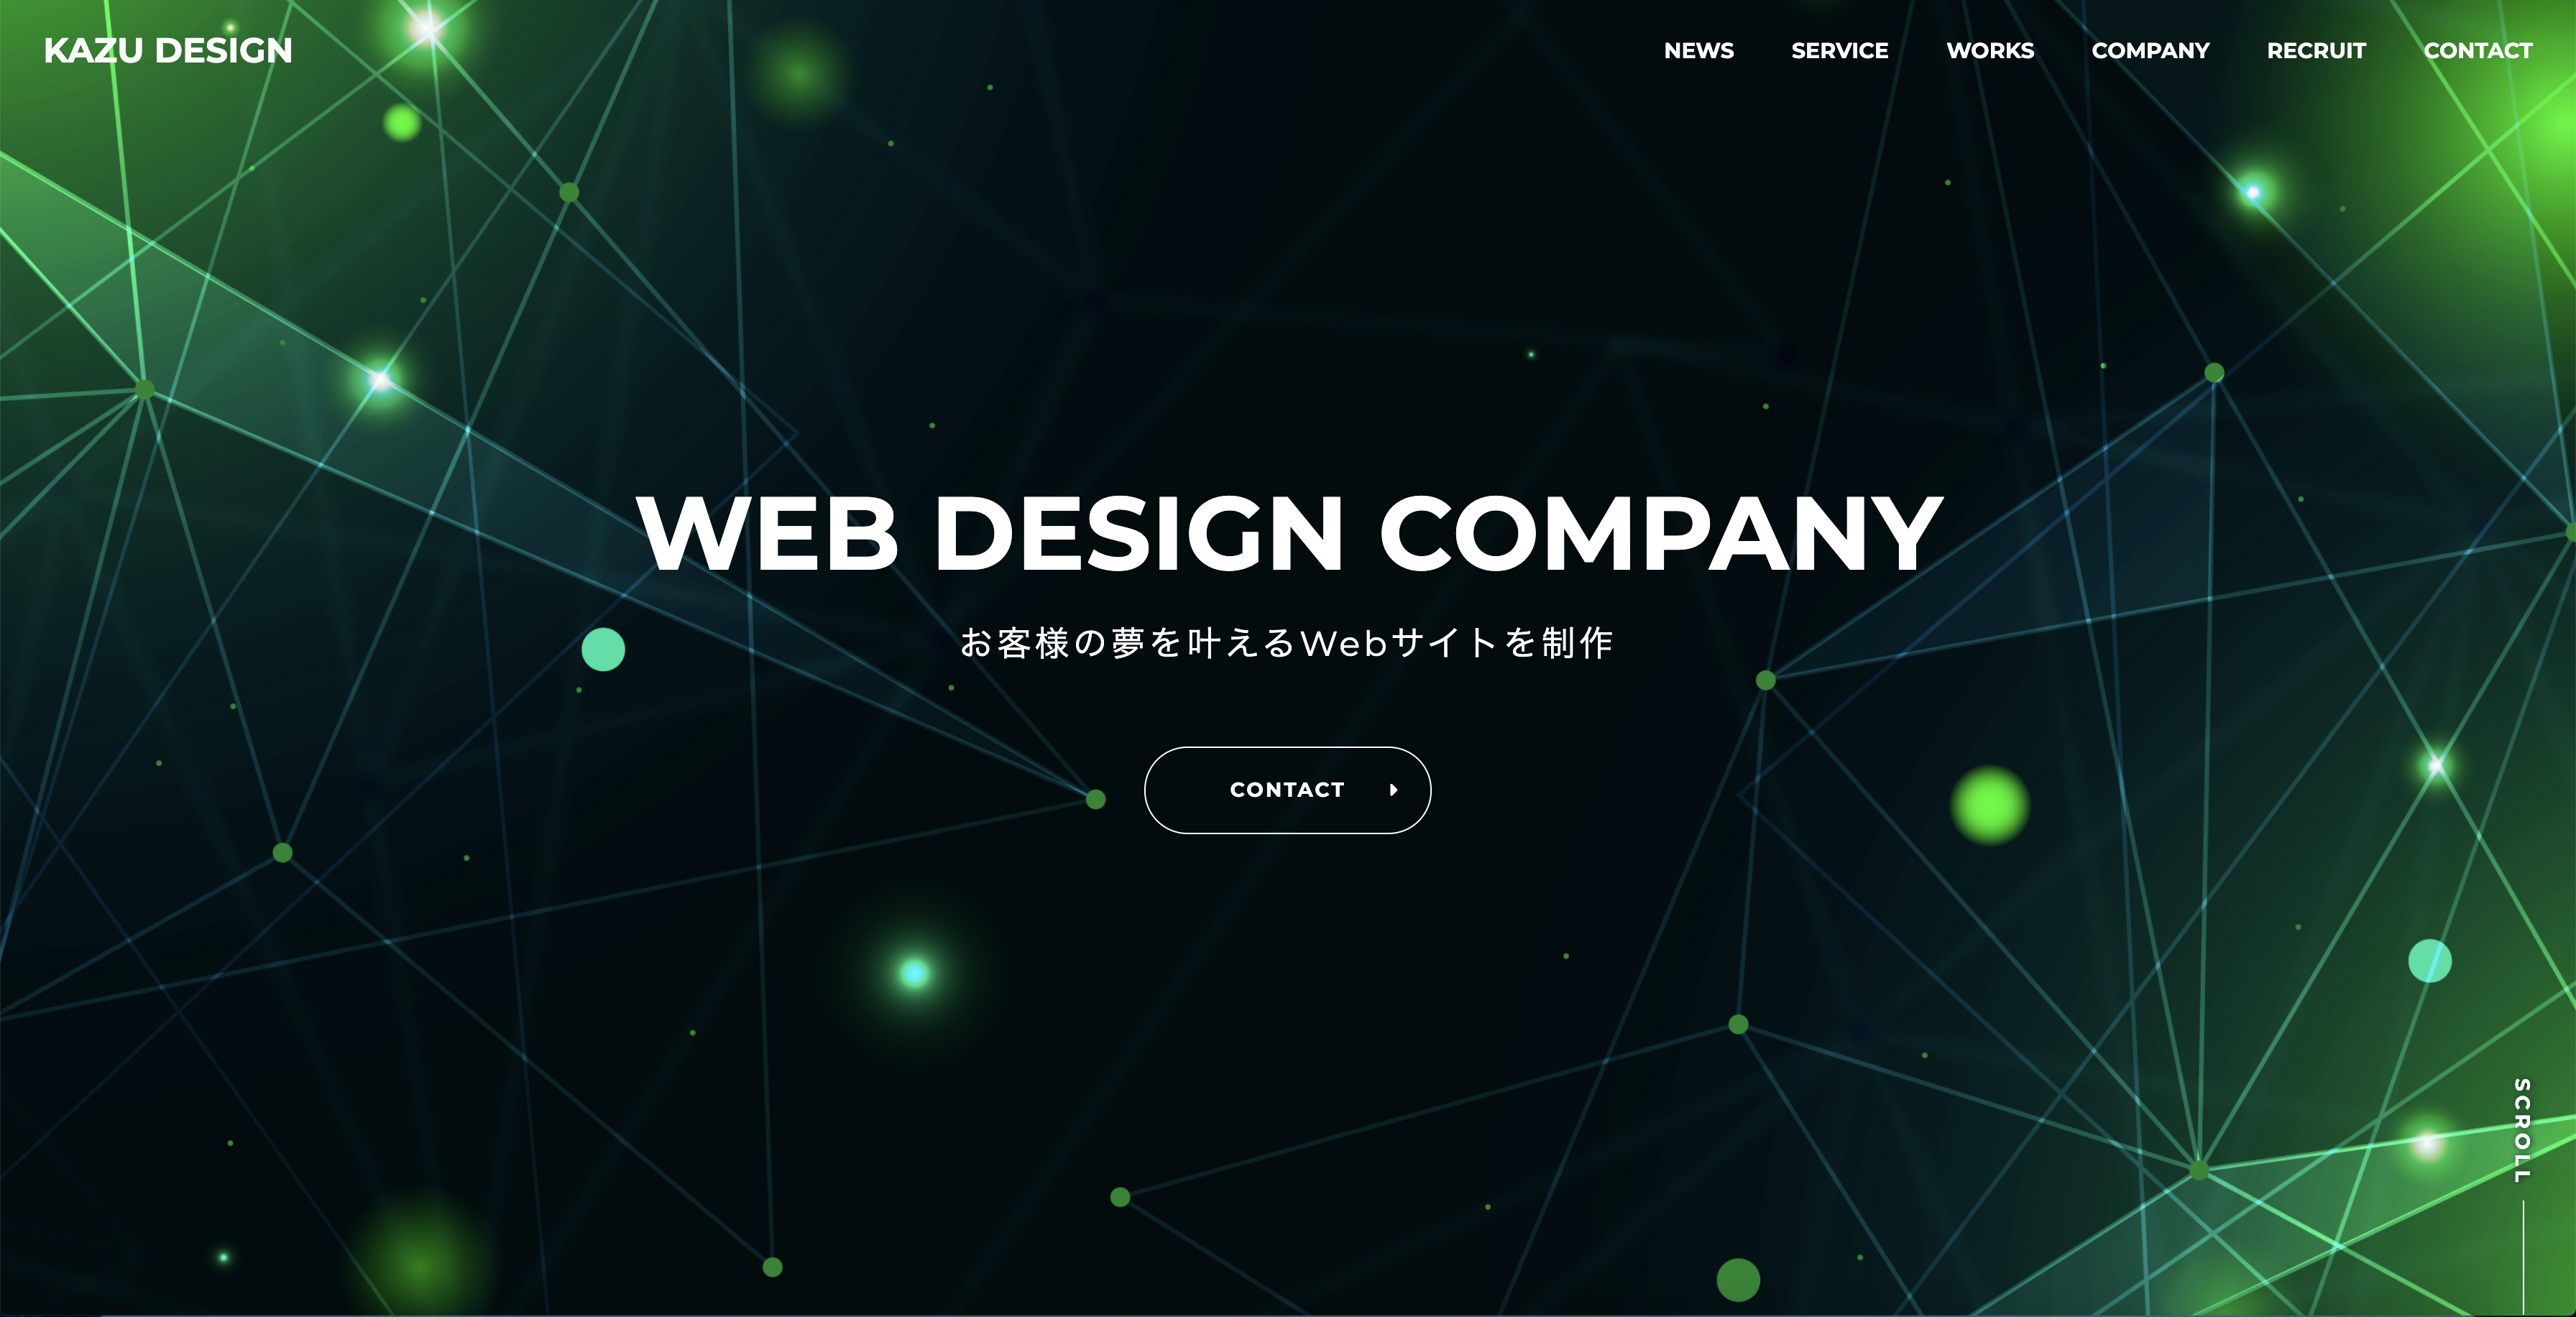 KAZU DESIGN
NEWS SERVICE WORKS COMPANY RECRUIT CONTACT
WEB DESIGN COMPANY
お客様の夢を叶えるWebサイトを制作
CONTACT
SCROLL